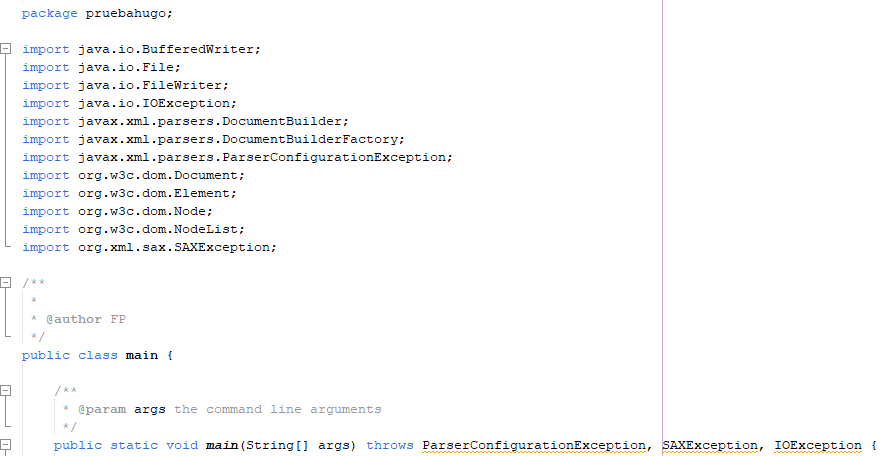 package pruebahugo;
import java.io.BufferedWriter;
import java.io.File;
import java.io.FileWriter;
import java.io.IOException;
import javax.xml.parsers.DocumentBuilder;
import javax.xml.parsers.DocumentBuilderFactory;
import javax.xml.parsers.ParserConfigurationException;
import org.w3c.dom.Document;
import org.w3c.dom.Element;
import org.w3c.dom.Node;
import org.w3c.dom.NodeList;
import org.xml.sax.SAXException;
/**
 *
 * @author FP
 */
public class main {
    /**
     * @param args the command line arguments
     */
    public static void main(String[] args) throws ParserConfigurationException, SAXException, IOException {